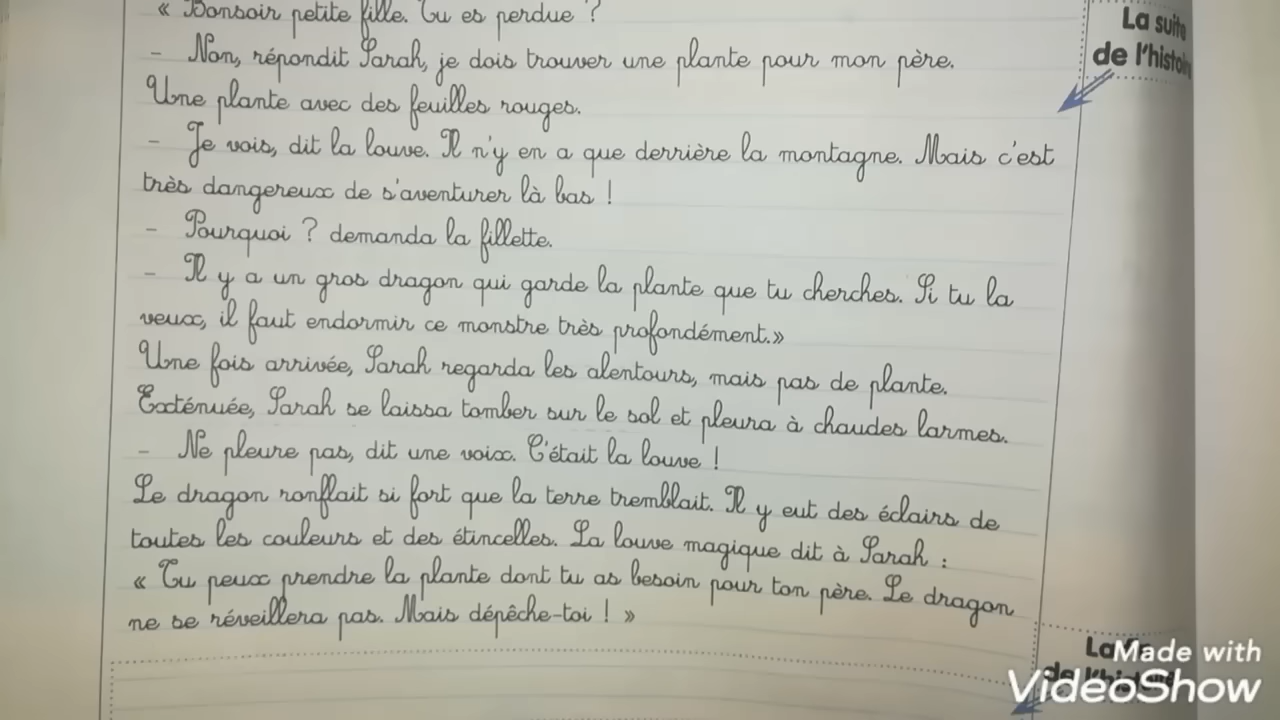 « Bonsoir petite fille. Tu es perdue ?
- Non, répondit Sarah, je dois trouver une plante pour mon père.
Une plante avec des feuilles rouges.
- Je vois, dit la louve. Il n'y en a que derrière la montagne. Mais c'est
très dangereux de s'aventurer là bas !
- Pourquoi ? demanda la fillette.
- Il y a un gros dragon qui garde la plante que tu cherches. Si tu la
veux, il faut endormir ce monstre très profondément.»
Une fois arrivée, Sarah regarda les alentours, mais pas de plante.
Exténuée, Sarah se laissa tomber sur le sol et pleura à chaudes larmes.
- Ne pleure pas, dit une voix. C'était la louve !
Le dragon ronflait si fort que la terre tremblait. Il y eut des éclairs de
toutes les couleurs et des étincelles. La louve magique dit à Sarah :
« Tu peux prendre la plante dont tu as besoin pour ton père. Le dragon
ne se réveillera pas. Mais dépêche-toi ! »
La suite
de l'histoire
La
de l'histoire
Made with
VideoShow